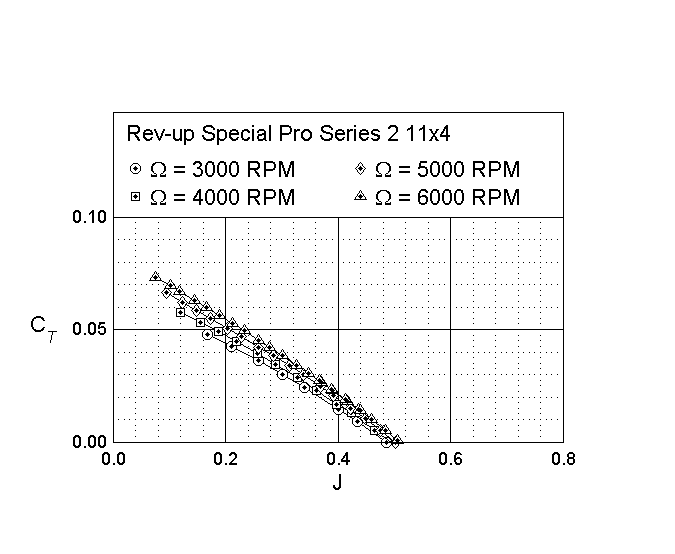 Rev-up Special Pro Series 2 11x4
Ω = 3000 RPM
Ω = 5000 RPM
Ω = 4000 RPM
Ω = 6000 RPM
0.10
C_T 0.05
0.00
0.0 0.2 0.4 0.6 0.8
J